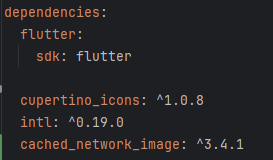 dependencies:
  flutter:
    sdk: flutter

  cupertino_icons: ^1.0.8
  intl: ^0.19.0
  cached_network_image: ^3.4.1